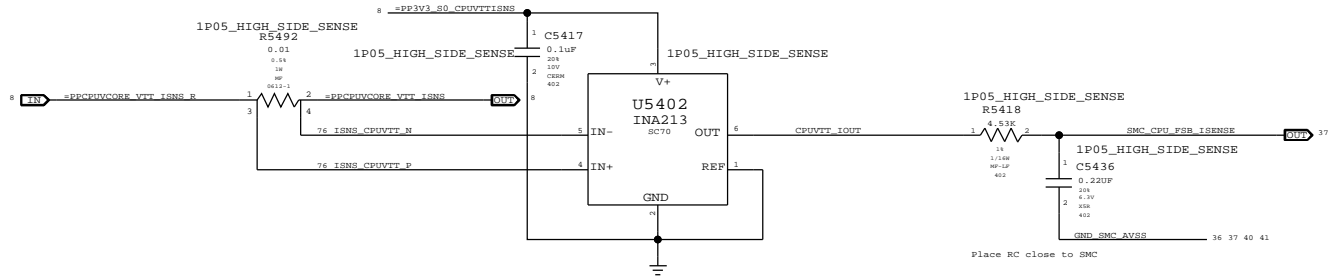 8 =PP3V3_S0_CPUVTTISNS
1P05_HIGH_SIDE_SENSE
R5492
0.01
0.5%
1W
MF
0612-1
8 IN =PPCPUVCORE_VTT_ISNS_R
1 2
3 4
=PPCPUVCORE_VTT_ISNS OUT 8
1P05_HIGH_SIDE_SENSE
1 C5417
0.1uF
20%
10V
2 CERM
402
1P05_HIGH_SIDE_SENSE
3
V+
U5402
INA213
SC70
76 ISNS_CPUVTT_N 5 IN-
76 ISNS_CPUVTT_P 4 IN+
OUT 6 CPUVTT_IOUT
REF 1
GND
2
1P05_HIGH_SIDE_SENSE
R5418
1 4.53K 2
1%
1/16W
MF-LF
402
SMC_CPU_FSB_ISENSE OUT 37
1P05_HIGH_SIDE_SENSE
1 C5436
0.22UF
20%
6.3V
2 X5R
402
GND_SMC_AVSS 36 37 40 41
Place RC close to SMC